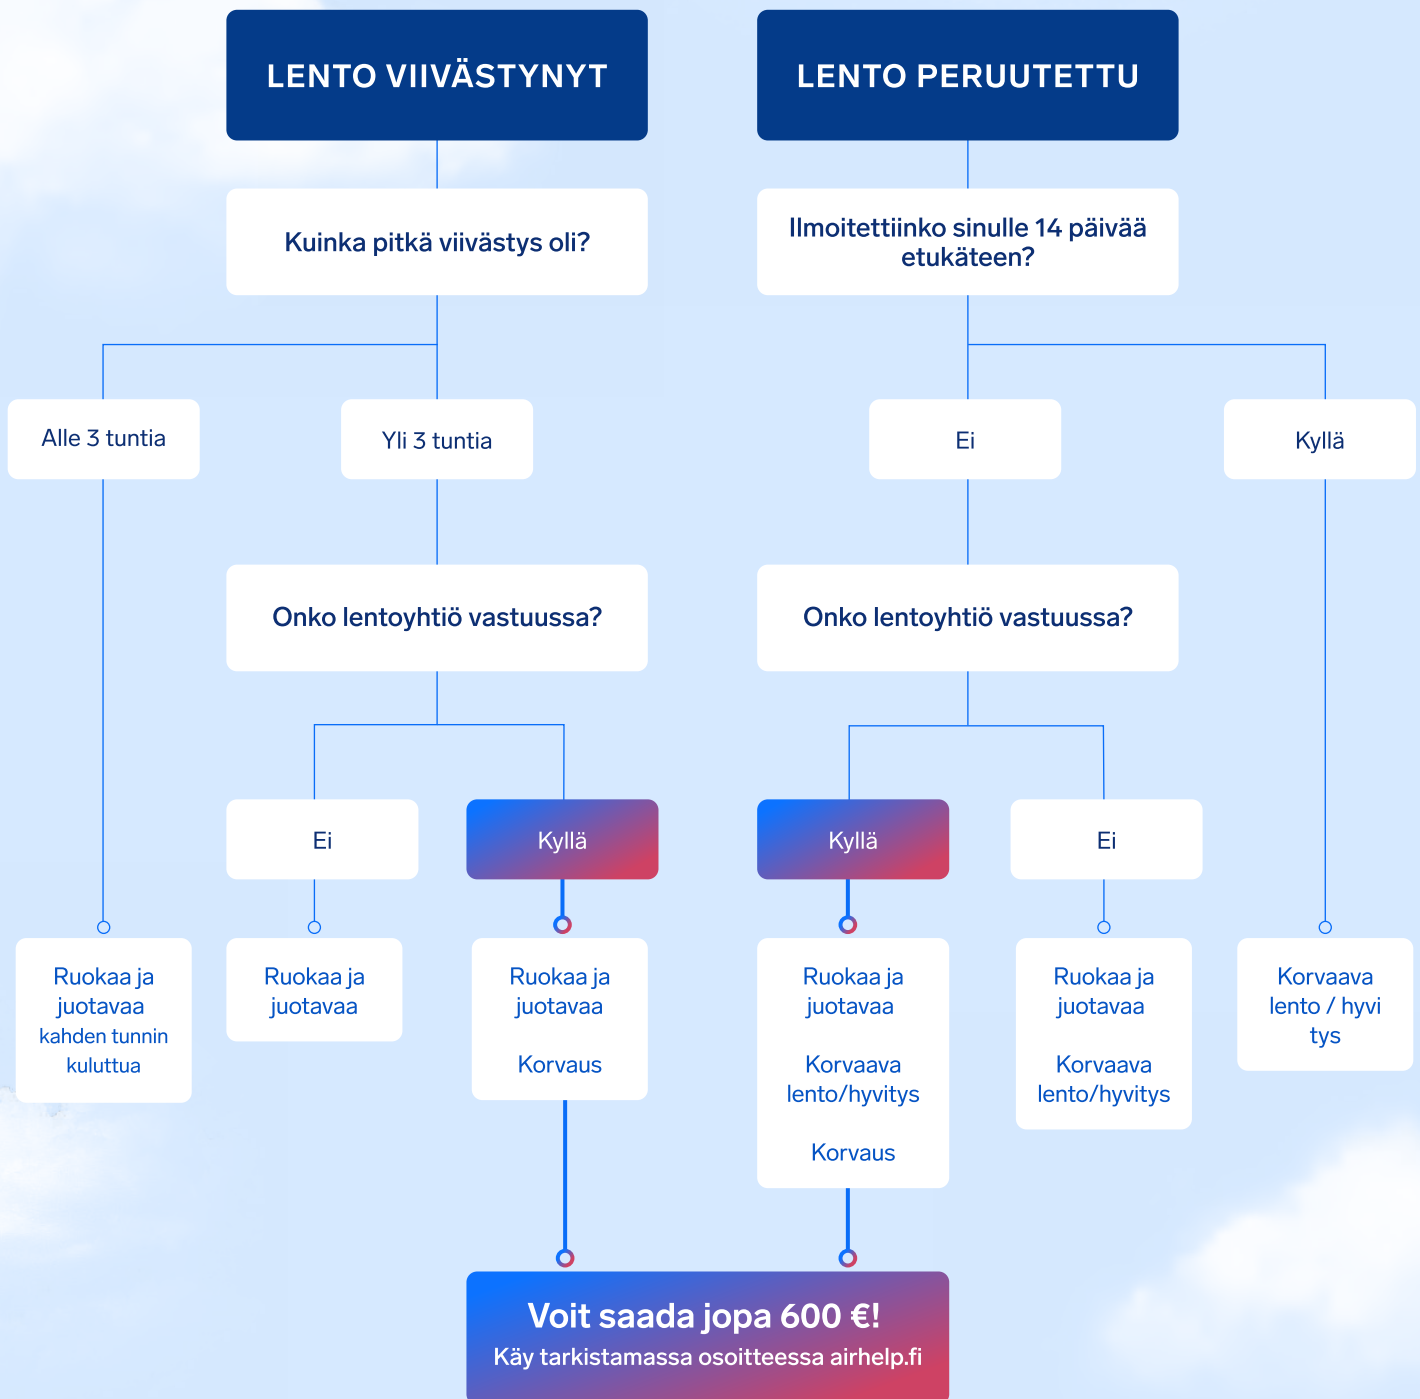 LENTO VIIVÄSTYNYT
LENTO PERUUTETTU
Kuinka pitkä viivästys oli?
Ilmoitettiinko sinulle 14 päivää
etukäteen?
Alle 3 tuntia
Yli 3 tuntia
Ei
Kyllä
Onko lentoyhtiö vastuussa?
Onko lentoyhtiö vastuussa?
Ei
Kyllä
Kyllä
Ei
Ruokaa ja
juotavaa
kahden tunnin
kuluttua
Ruokaa ja
juotavaa
Ruokaa ja
juotavaa
Korvaus
Ruokaa ja
juotavaa
Korvaava
lento/hyvitys
Korvaus
Ruokaa ja
juotavaa
Korvaava
lento/hyvitys
Korvaava
lento / hyvi
tys
Voit saada jopa 600 €!
Käy tarkistamassa osoitteessa airhelp.fi